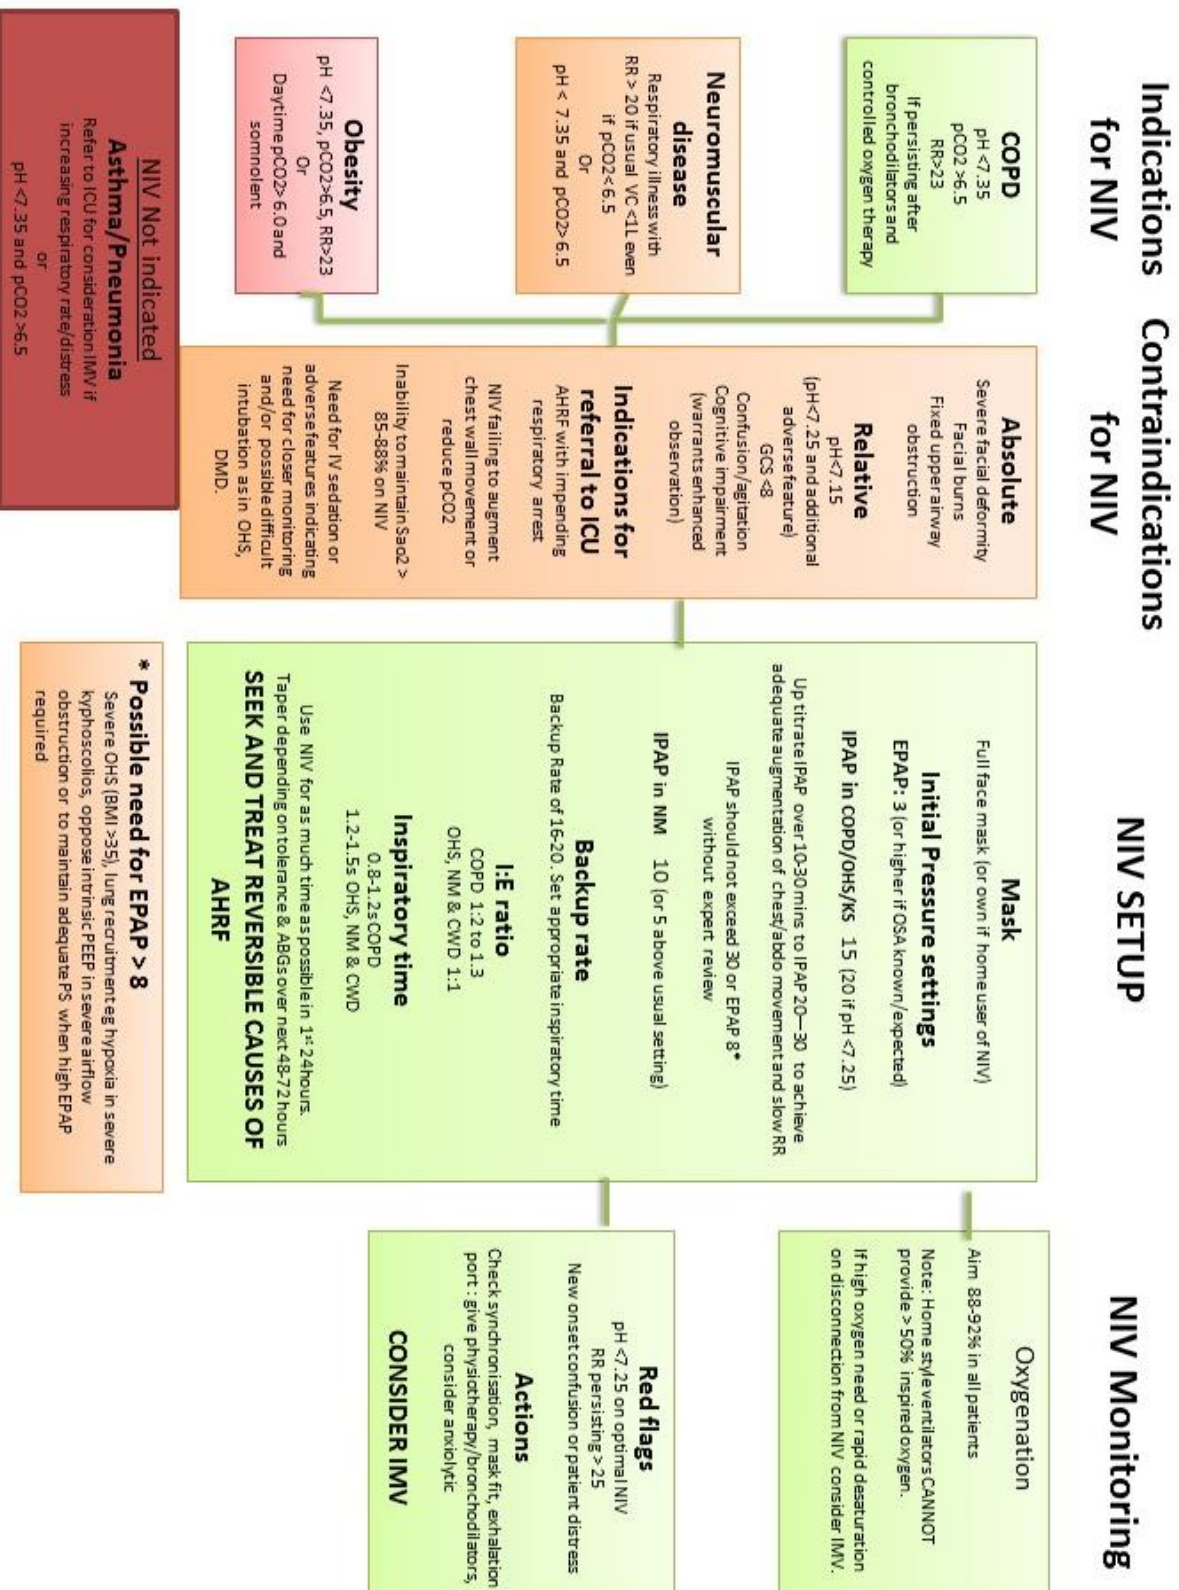 Indications
for NIV
COPD
pH <7.35
pCO2 >6.5
RR>23
If persisting after
bronchodilators and
controlled oxygen therapy
Neuromuscular
disease
Respiratory illness with
RR > 20 if usual VC <1L even
if pCO2<6.5
Or
pH < 7.35 and pCO2>6.5
Obesity
pH <7.35, pCO2>6.5, RR>23
Or
Daytime pCO2> 6.0 and
somnolent
NIV Not indicated
Asthma/Pneumonia
Refer to ICU for consideration IMV if
increasing respiratory rate/distress
or
pH <7.35 and pCO2 >6.5
Contraindications
for NIV
Absolute
Severe facial deformity
Facial burns
Fixed upper airway
obstruction
Relative
pH<7.15
(pH<7.25 and additional
adverse feature)
GCS <8
Confusion/agitation
Cognitive impairment
(warrants enhanced
observation)
Indications for
referral to ICU
AHRF with impending
respiratory arrest
NIV failing to augment
chest wall movement or
reduce pCO2
Inability to maintain Sao2 >
85-88% on NIV
Need for IV sedation or
adverse features indicating
need for closer monitoring
and/or possible difficult
intubation as in OHS,
DMD.
NIV SETUP
Mask
Full face mask (or own if home user of NIV)
Initial Pressure settings
EPAP: 3 (or higher if OSA known/expected)
IPAP in COPD/OHS/KS 15 (20 if pH <7.25)
Up titrate IPAP over 10-30 mins to IPAP 20—30 to achieve
adequate augmentation of chest/abdo movement and slow RR
IPAP should not exceed 30 or EPAP 8*
without expert review
IPAP in NM 10 (or 5 above usual setting)
Backup rate
Backup Rate of 16-20. Set appropriate inspiratory time
I:E ratio
COPD 1:2 to 1.3
OHS, NM & CWD 1:1
Inspiratory time
0.8-1.2s COPD
1.2-1.5s OHS, NM & CWD
Use NIV for as much time as possible in 1st 24hours.
Taper depending on tolerance & ABGs over next 48-72 hours
SEEK AND TREAT REVERSIBLE CAUSES OF
AHRF
* Possible need for EPAP > 8
Severe OHS (BMI >35), lung recruitment eg hypoxia in severe
kyphoscolios, oppose intrinsic PEEP in severe airflow
obstruction or to maintain adequate PS when high EPAP
required
NIV Monitoring
Oxygenation
Aim 88-92% in all patients
Note: Home style ventilators CANNOT
provide > 50% inspired oxygen.
If high oxygen need or rapid desaturation
on disconnection from NIV consider IMV.
Red flags
pH <7.25 on optimal NIV
RR persisting > 25
New onset confusion or patient distress
Actions
Check synchronisation, mask fit, exhalation
port : give physiotherapy/bronchodilators,
consider anxiolytic
CONSIDER IMV